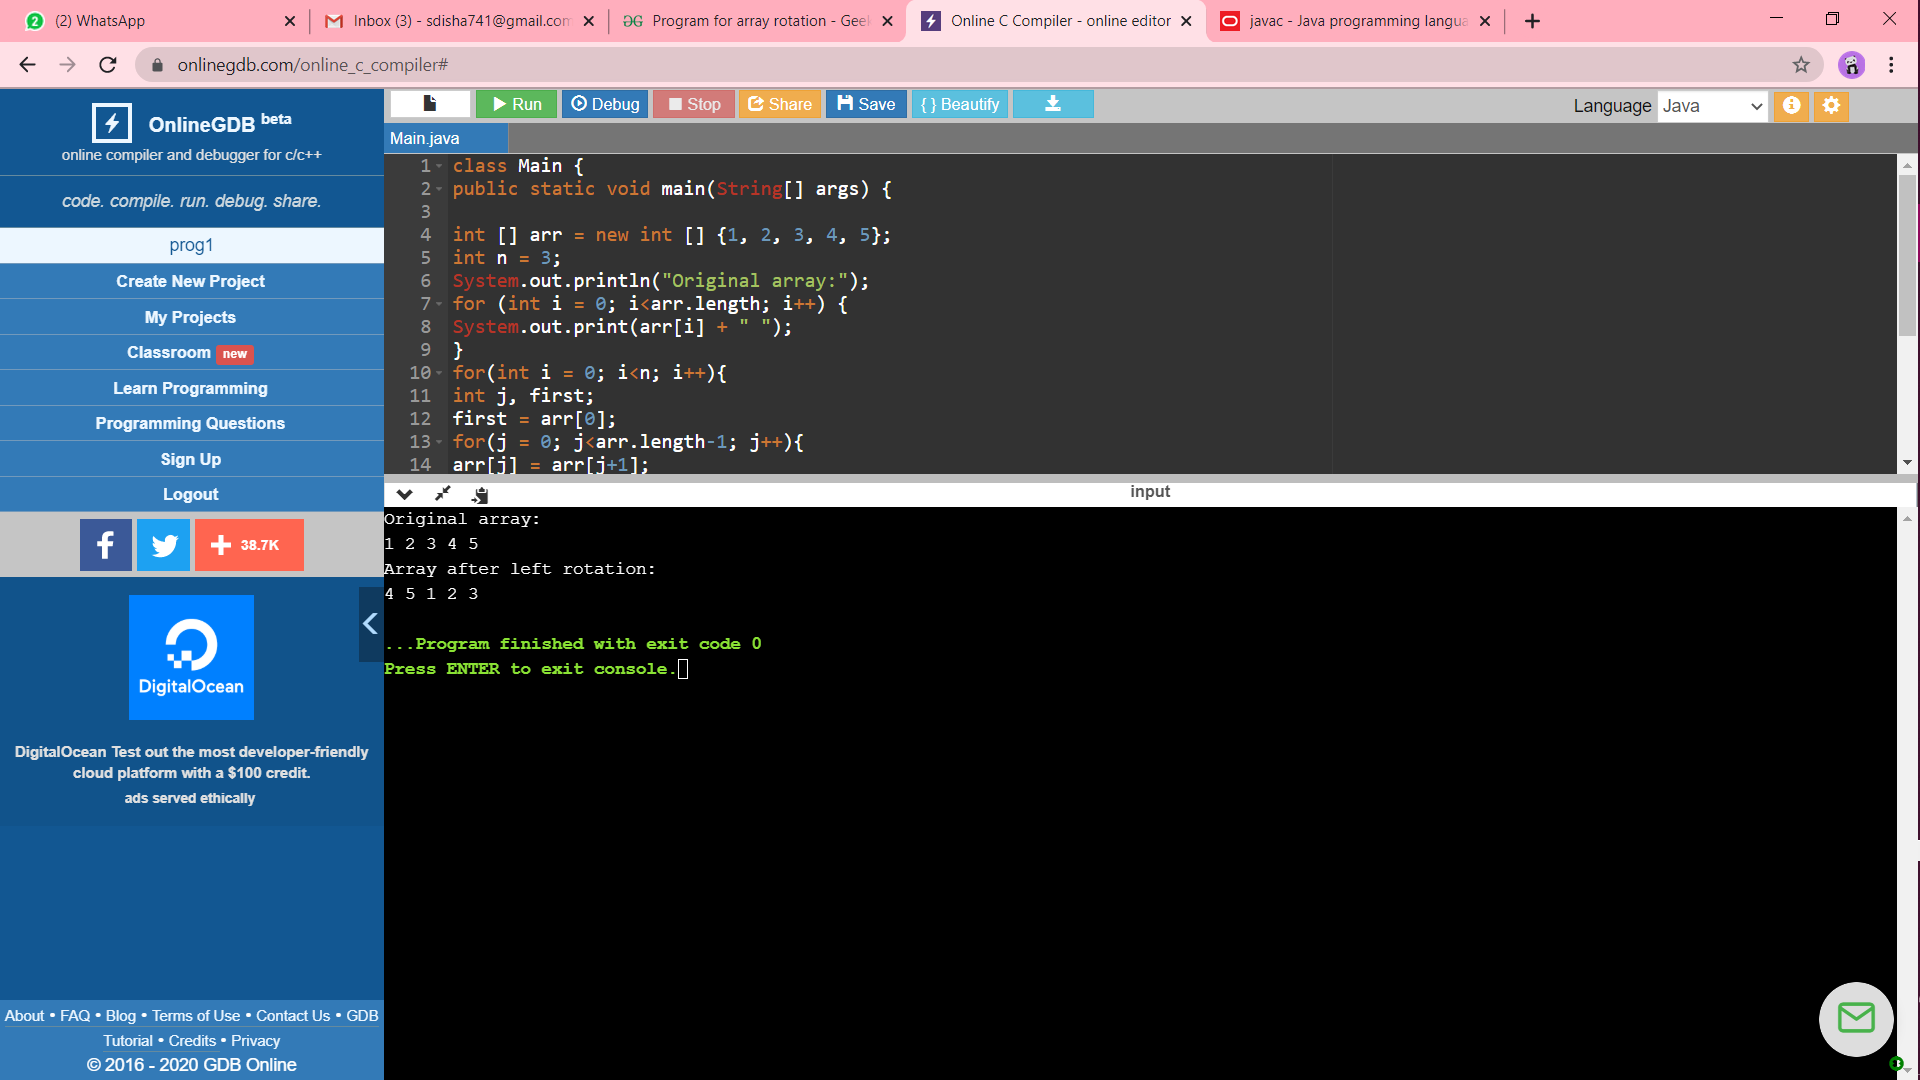 (2) WhatsApp
Inbox (3) - sdisha741@gmail.com
Program for array rotation - Geek
Online C Compiler - online editor
javac - Java programming langua
onlinegdb.com/online_c_compiler#
OnlineGDB beta
online compiler and debugger for c/c++
code. compile. run. debug. share.
prog1
Create New Project
My Projects
Classroom new
Learn Programming
Programming Questions
Sign Up
Logout
38.7K
DigitalOcean
DigitalOcean Test out the most developer-friendly
cloud platform with a $100 credit.
ads served ethically
About • FAQ • Blog • Terms of Use • Contact Us • GDB
Tutorial • Credits • Privacy
© 2016 - 2020 GDB Online
Run Debug Stop Share Save { } Beautify
Language Java
Main.java
1 class Main {
2 public static void main(String[] args) {
3
4 int [] arr = new int [] {1, 2, 3, 4, 5};
5 int n = 3;
6 System.out.println("Original array:");
7 for (int i = 0; i<arr.length; i++) {
8 System.out.print(arr[i] + " ");
9 }
10 for(int i = 0; i<n; i++){
11 int j, first;
12 first = arr[0];
13 for(j = 0; j<arr.length-1; j++){
14 arr[j] = arr[j+1];
input
Original array:
1 2 3 4 5
Array after left rotation:
4 5 1 2 3
...Program finished with exit code 0
Press ENTER to exit console.